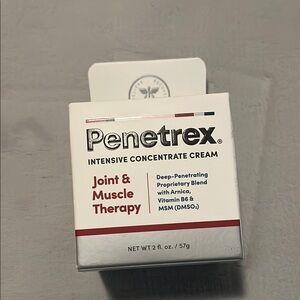 Penetrex®
INTENSIVE CONCENTRATE CREAM
Joint &
Muscle
Therapy
Deep-Penetrating
Proprietary Blend
with Arnica,
Vitamin B6 &
MSM (DMSO₂)
NET WT 2 fl. oz. / 57g